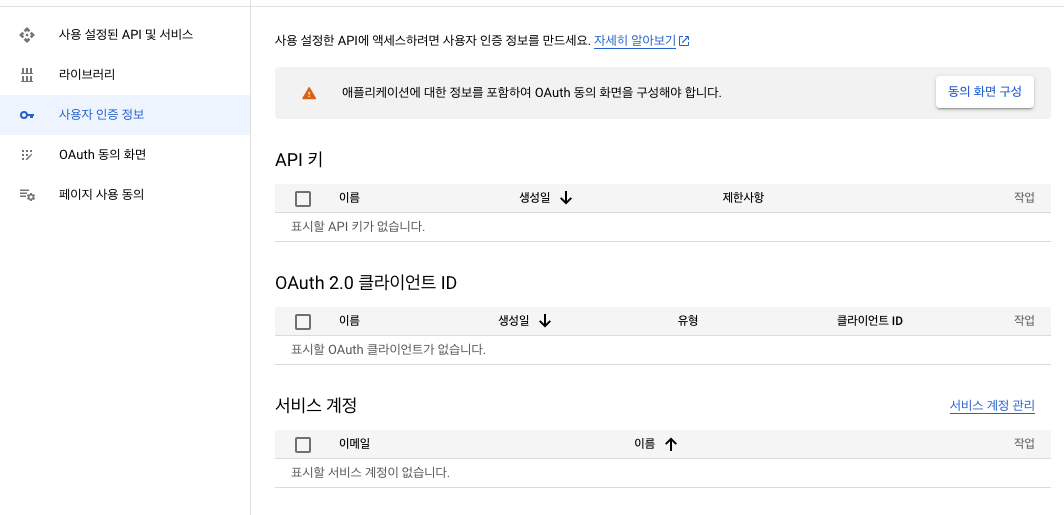 사용 설정된 API 및 서비스
라이브러리
사용자 인증 정보
OAuth 동의 화면
페이지 사용 동의
사용 설정한 API에 액세스하려면 사용자 인증 정보를 만드세요. 자세히 알아보기
애플리케이션에 대한 정보를 포함하여 OAuth 동의 화면을 구성해야 합니다. 동의 화면 구성
API 키
이름 생성일 제한사항 작업
표시할 API 키가 없습니다.
OAuth 2.0 클라이언트 ID
이름 생성일 유형 클라이언트 ID 작업
표시할 OAuth 클라이언트가 없습니다.
서비스 계정 서비스 계정 관리
이메일 이름 작업
표시할 서비스 계정이 없습니다.